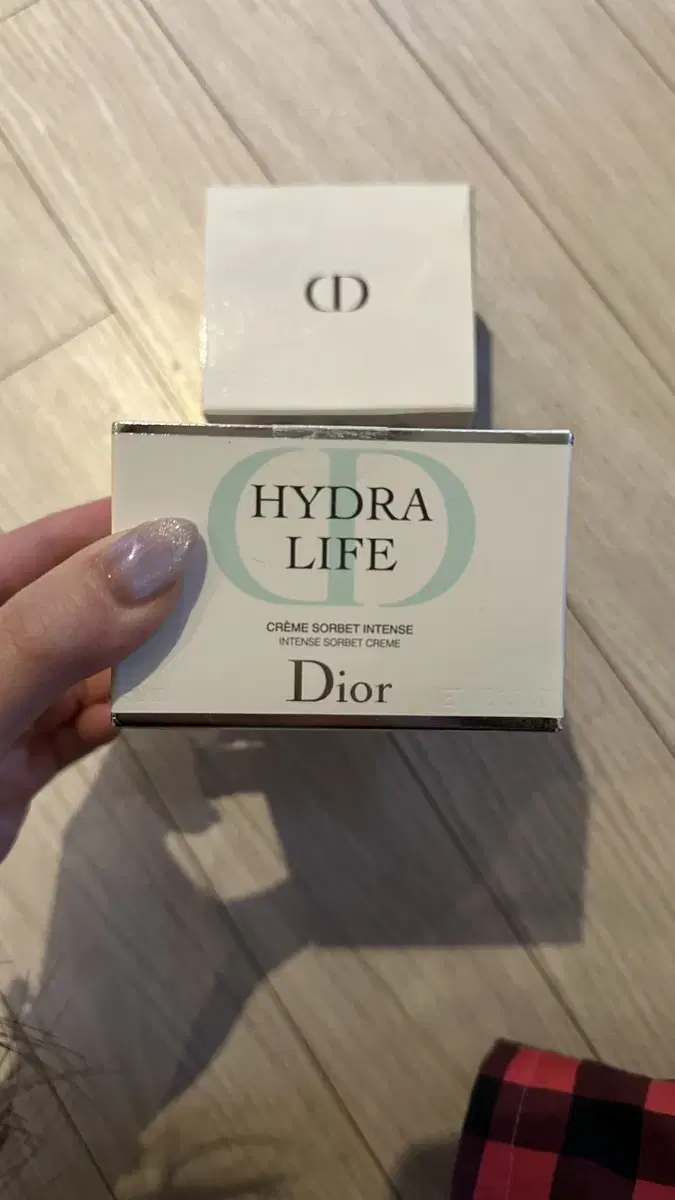 CD
HYDRA
LIFE
CRÈME SORBET INTENSE
INTENSE SORBET CREME
Dior